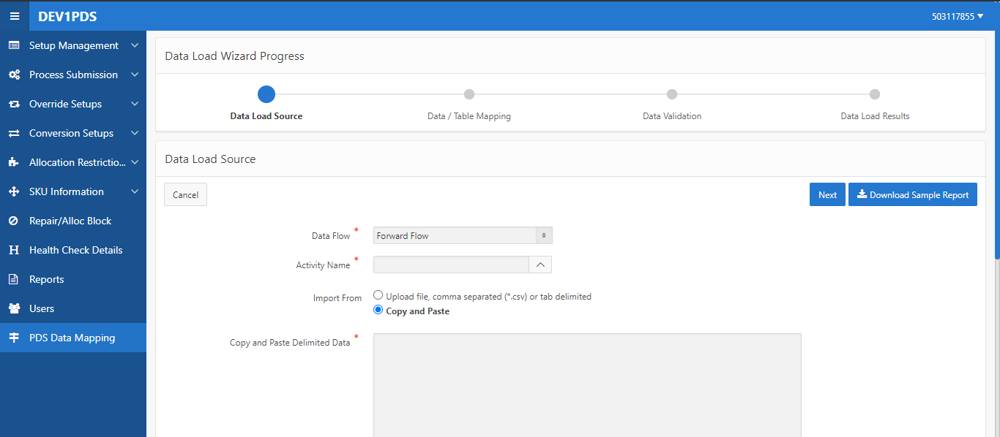 DEV1PDS
503117855
Setup Management
Process Submission
Override Setups
Conversion Setups
Allocation Restrictio...
SKU Information
Repair/Alloc Block
H Health Check Details
Reports
Users
PDS Data Mapping
Data Load Wizard Progress
Data Load Source
Data / Table Mapping
Data Validation
Data Load Results
Data Load Source
Cancel
Next
Download Sample Report
Data Flow *
Forward Flow
Activity Name *
Import From
Upload file, comma separated (*.csv) or tab delimited
Copy and Paste
Copy and Paste Delimited Data *